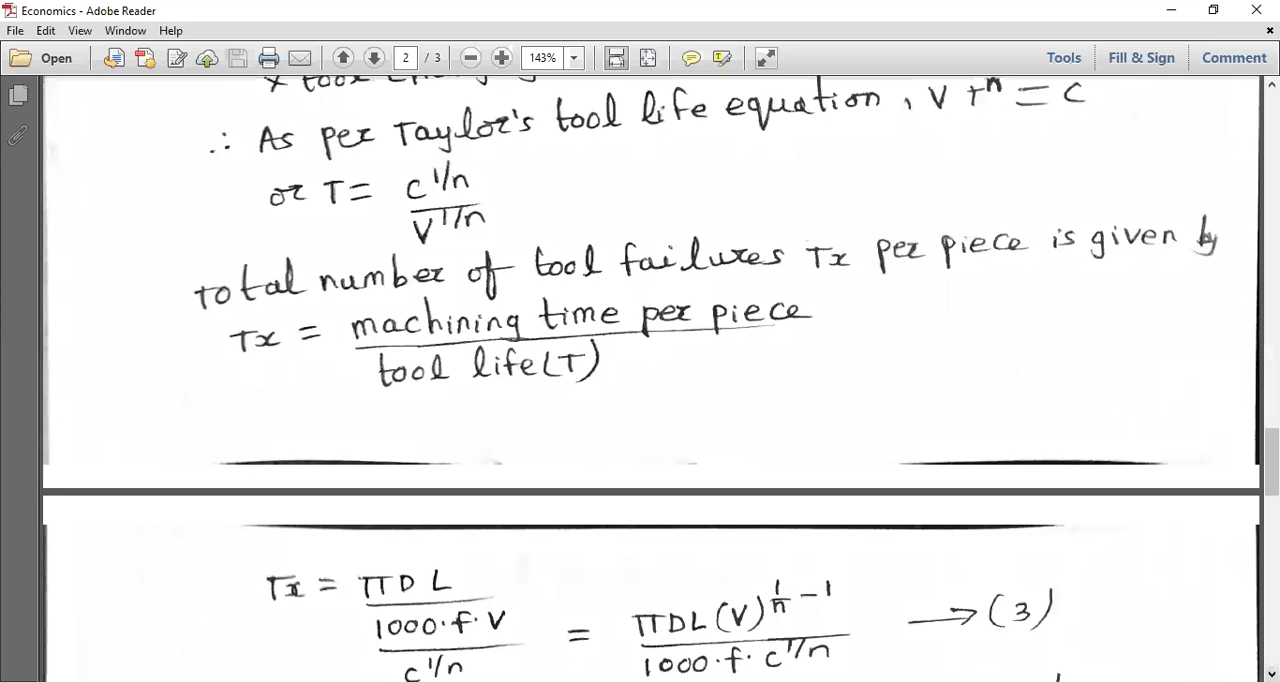 Economics - Adobe Reader
File Edit View Window Help
Open 2 / 3 143% Tools Fill & Sign Comment
∴ As per Taylor's tool life equation, V T^n = C
or T = C^1/n / V^1/n
Total number of tool failures Tx per piece is given by
Tx = machining time per piece / tool life (T)
Tx = πDL / 1000·f·V / C^1/n = πDL(V)^(1/n - 1) / 1000·f·C^1/n → (3)